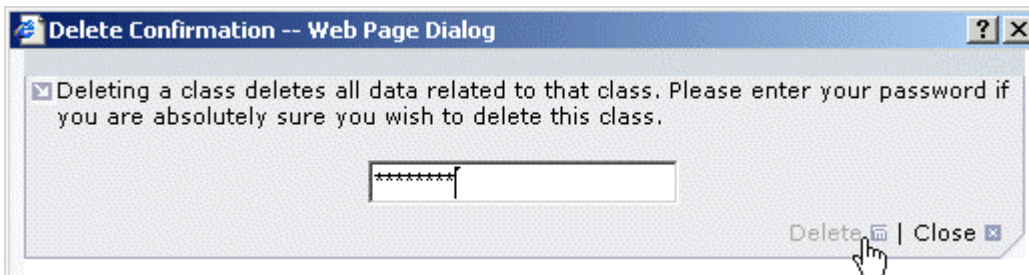 Delete Confirmation -- Web Page Dialog
Deleting a class deletes all data related to that class. Please enter your password if
you are absolutely sure you wish to delete this class.
********
Delete | Close